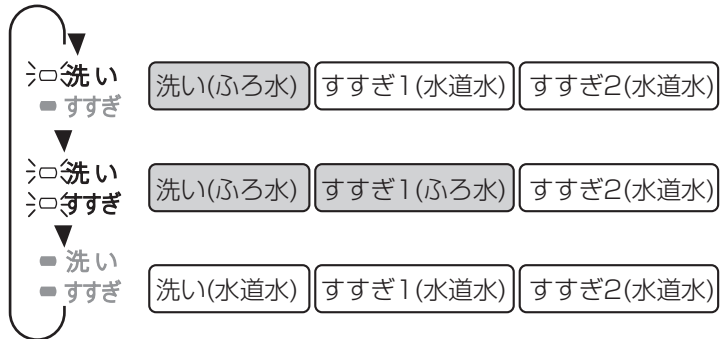 洗い 洗い(ふろ水) すすぎ1(水道水) すすぎ2(水道水)
すすぎ
洗い 洗い(ふろ水) すすぎ1(ふろ水) すすぎ2(水道水)
すすぎ
洗い
すすぎ 洗い(水道水) すすぎ1(水道水) すすぎ2(水道水)